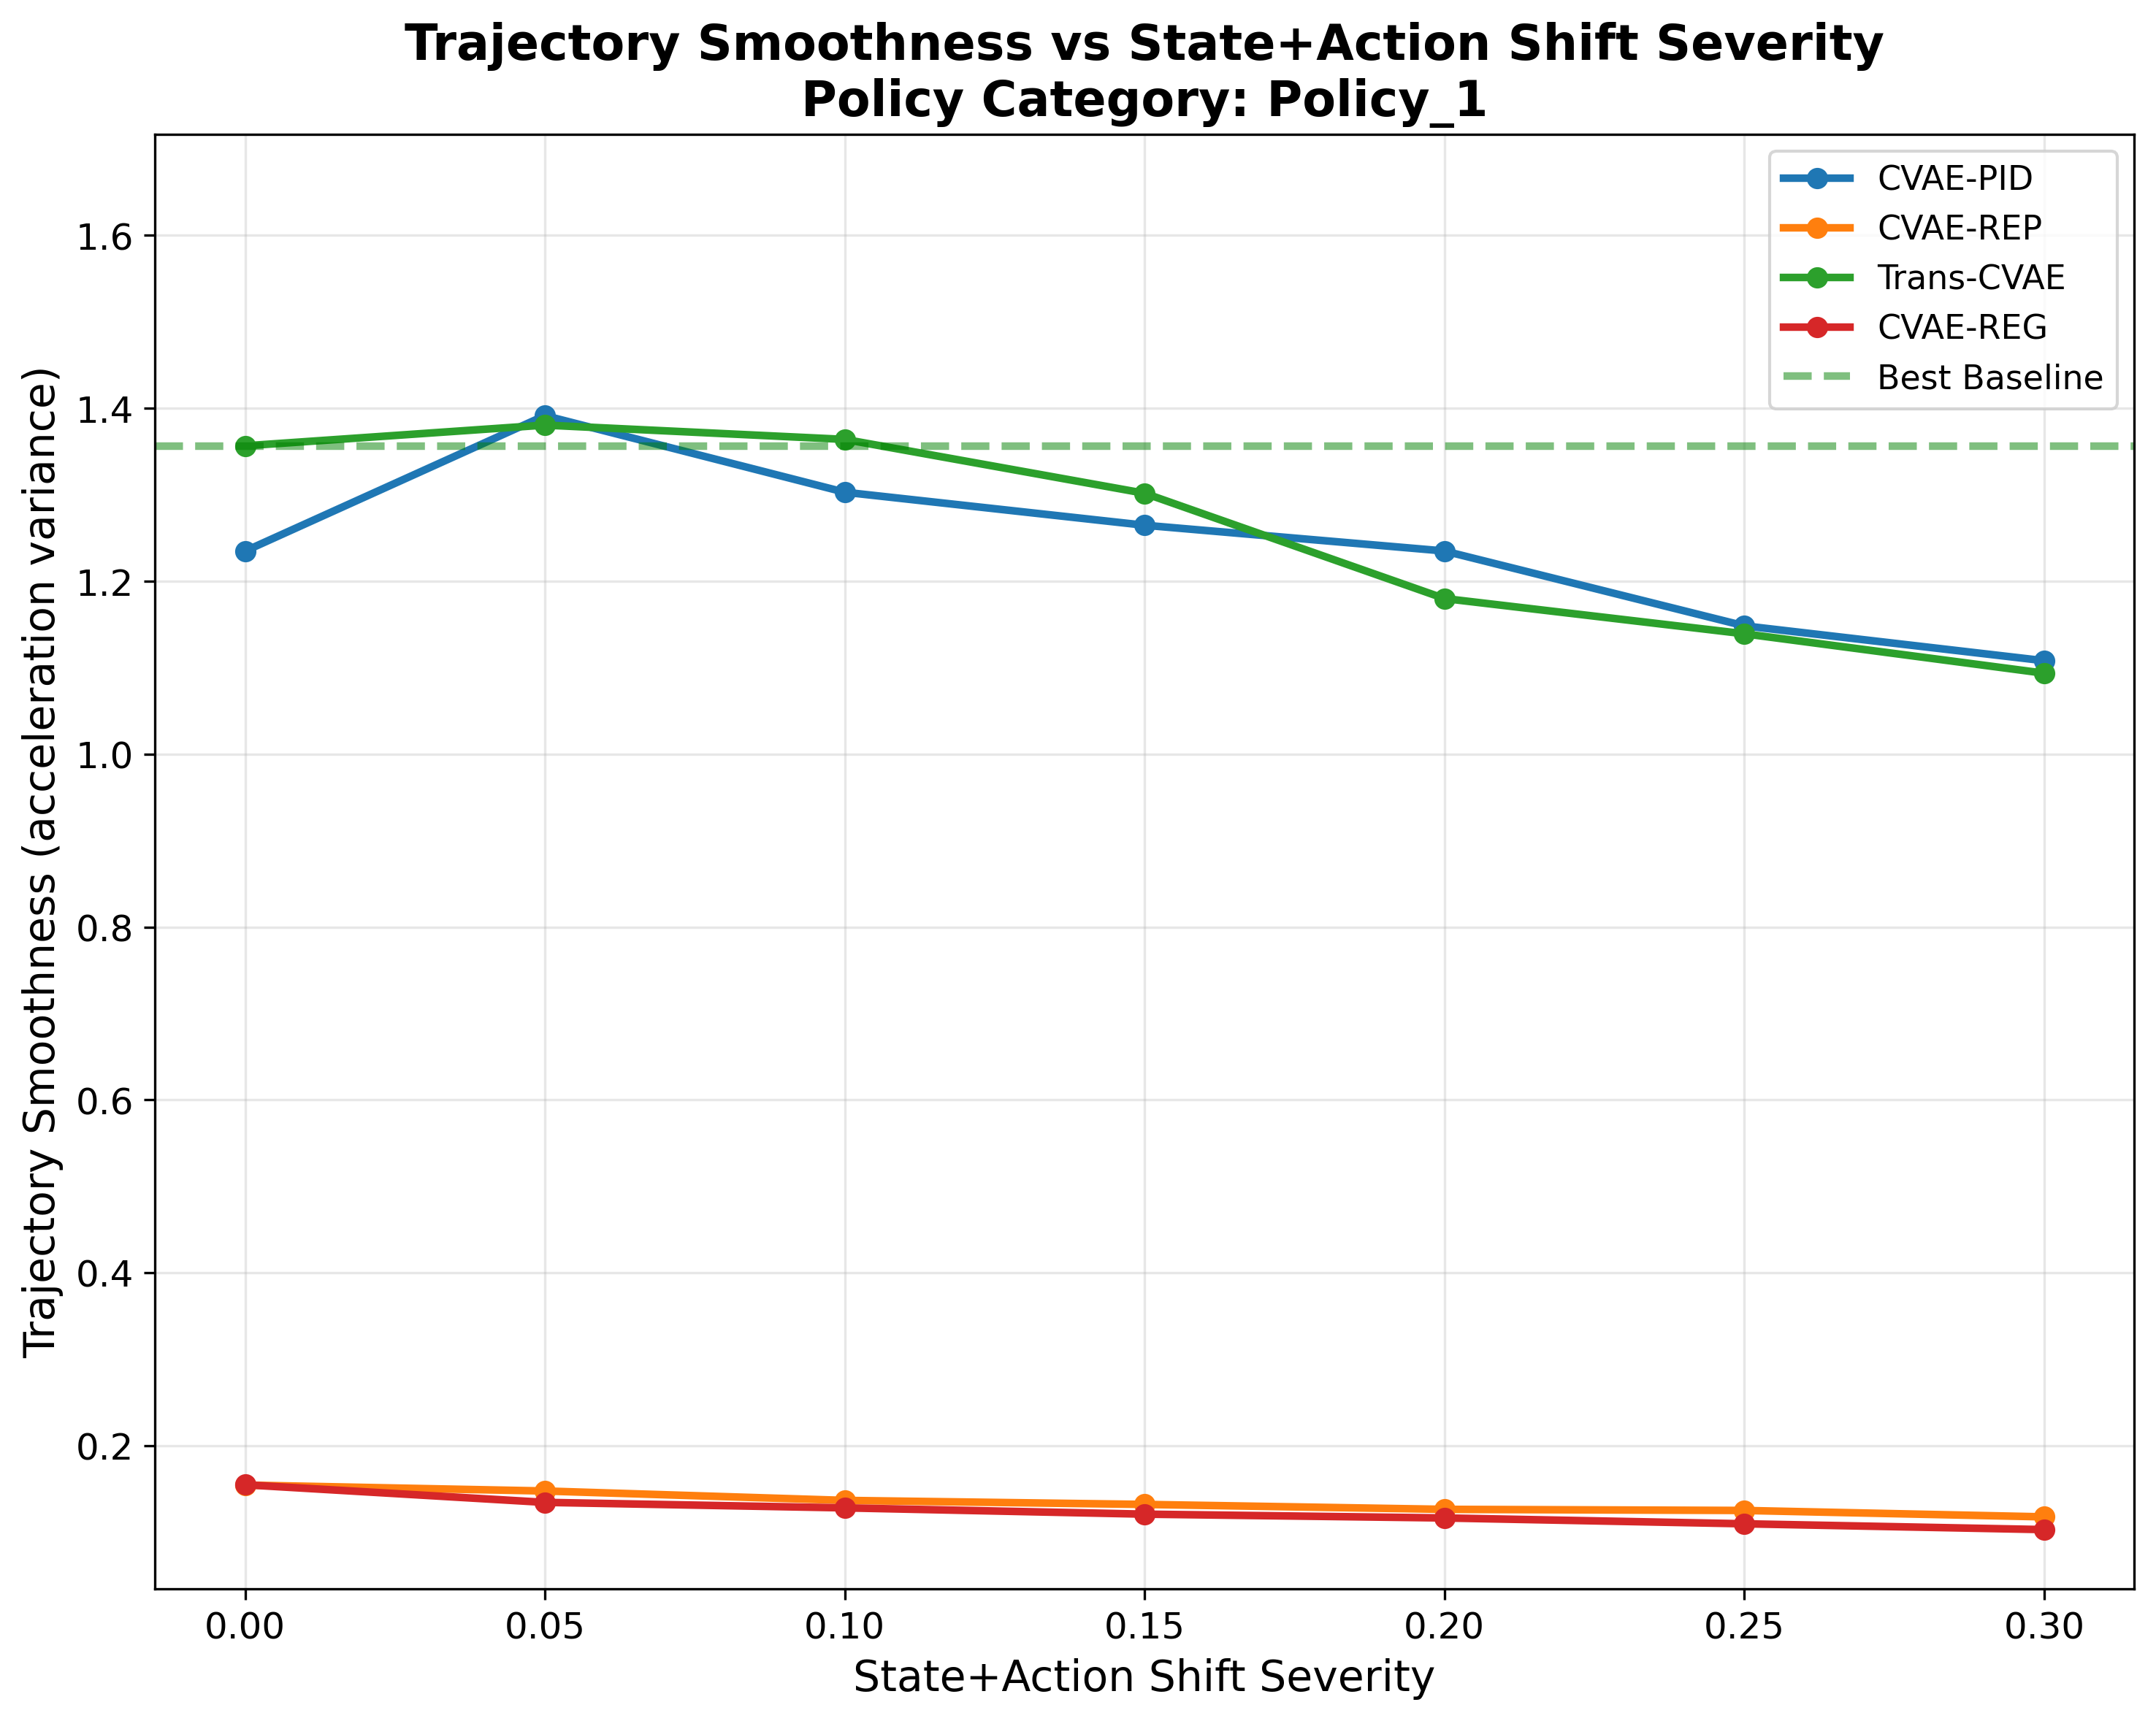 Trajectory Smoothness vs State+Action Shift Severity
Policy Category: Policy_1
CVAE-PID
CVAE-REP
Trans-CVAE
CVAE-REG
Best Baseline
Trajectory Smoothness (acceleration variance)
1.6
1.4
1.2
1.0
0.8
0.6
0.4
0.2
0.00 0.05 0.10 0.15 0.20 0.25 0.30
State+Action Shift Severity